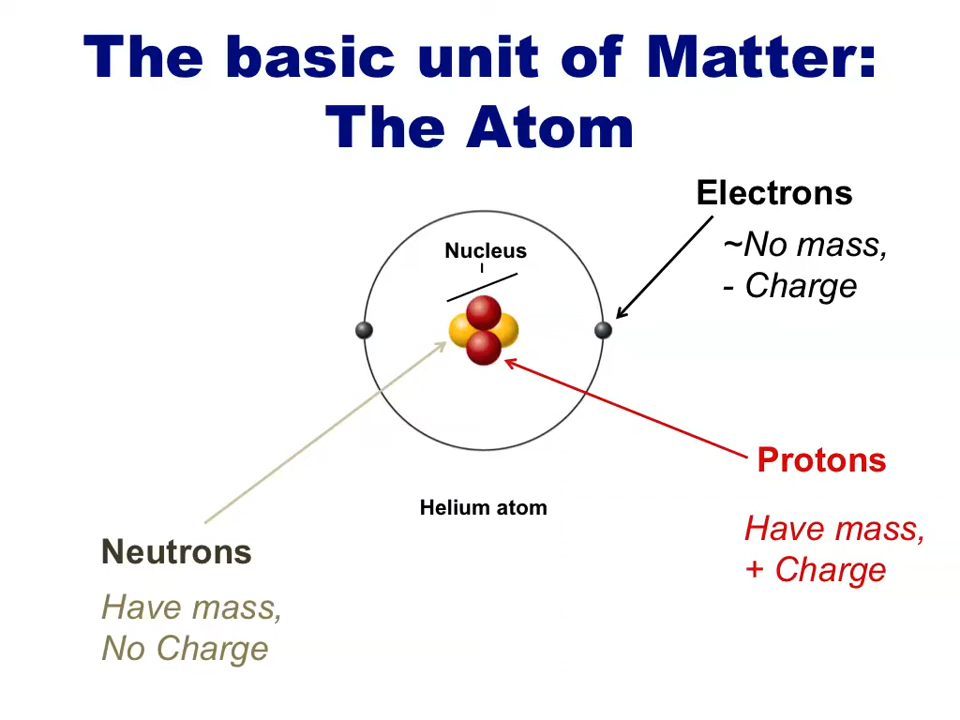 The basic unit of Matter:
The Atom
Electrons
~No mass,
- Charge
Nucleus
Protons
Have mass,
+ Charge
Helium atom
Neutrons
Have mass,
No Charge